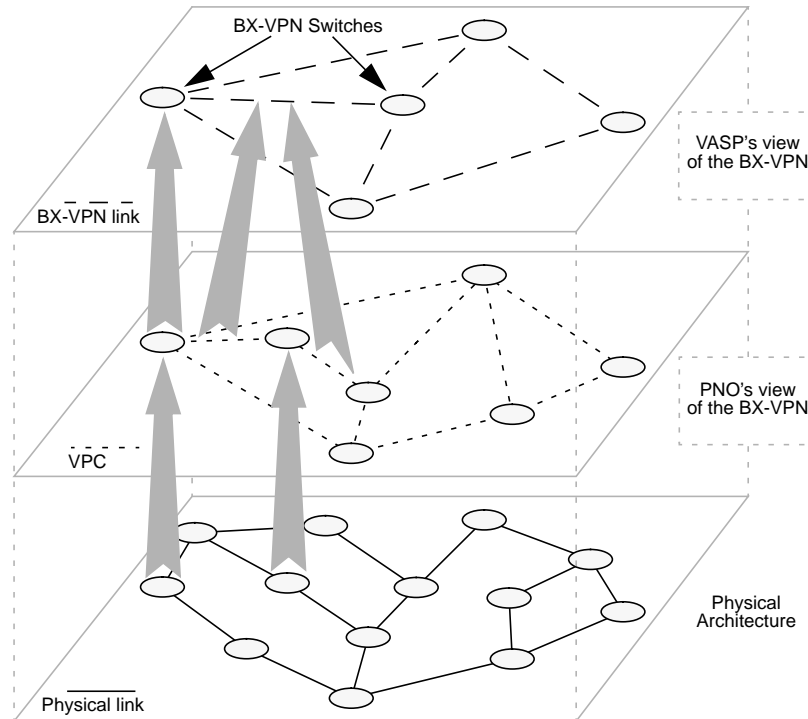 BX-VPN Switches
VASP's view
of the BX-VPN
BX-VPN link
PNO's view
of the BX-VPN
VPC
Physical
Architecture
Physical link